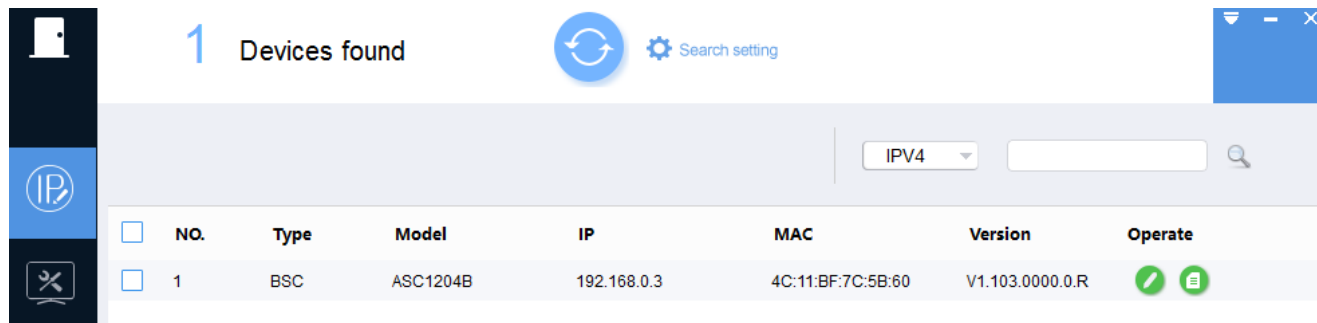 1 Devices found
Search setting
IP
IPV4
NO. Type Model IP MAC Version Operate
1 BSC ASC1204B 192.168.0.3 4C:11:BF:7C:5B:60 V1.103.0000.0.R